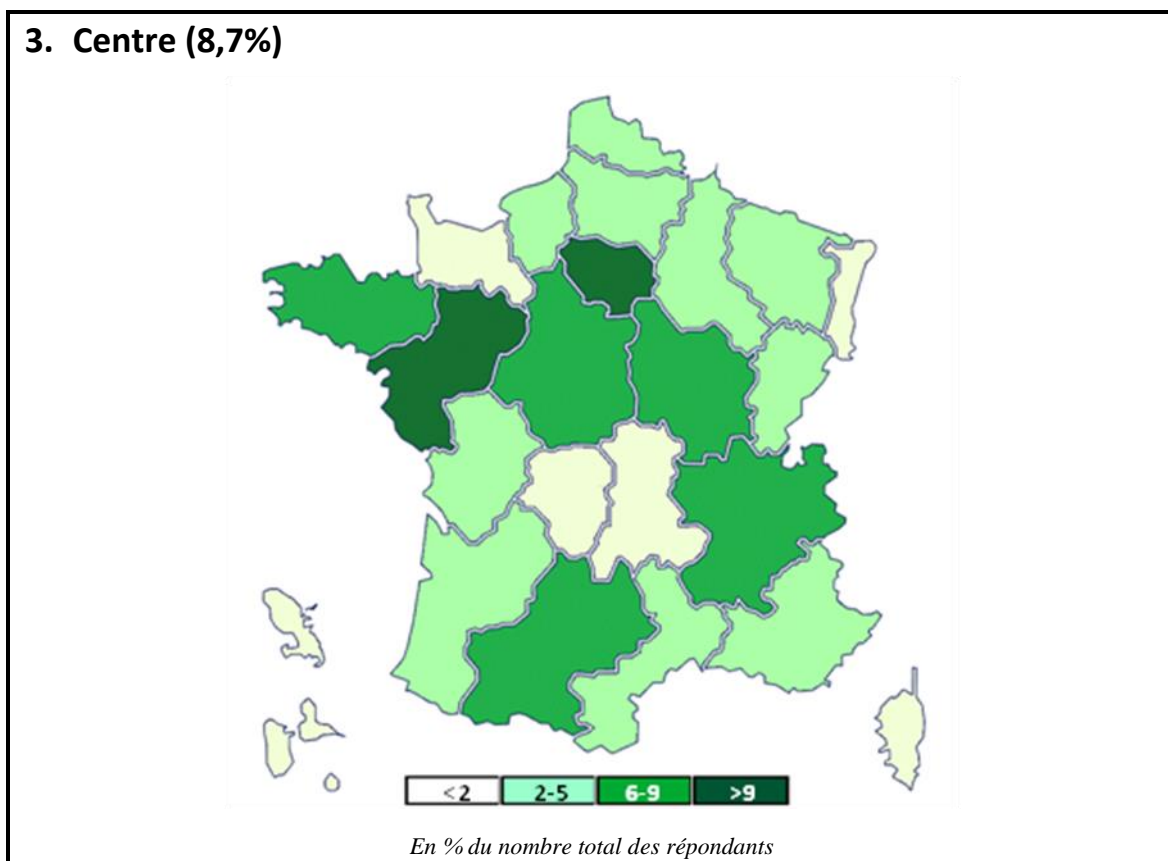 3. Centre (8,7%)
<2 2-5 6-9 >9
En % du nombre total des répondants